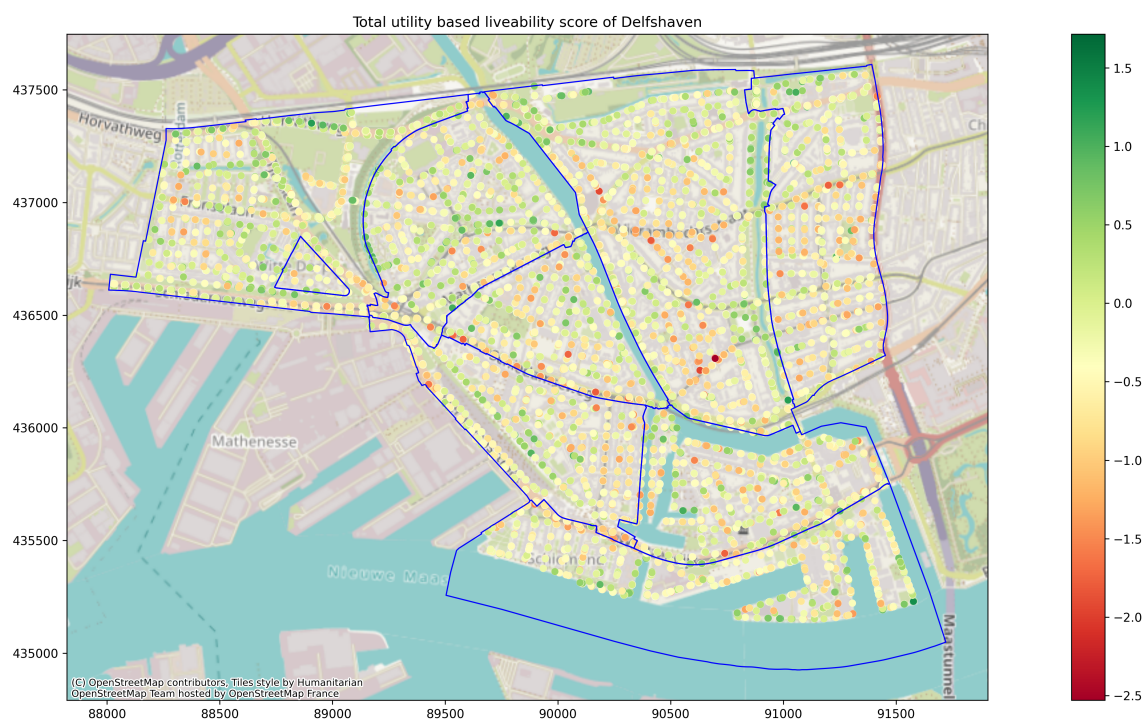 Total utility based liveability score of Delfshaven
437500
437000
436500
436000
435500
435000
88000 88500 89000 89500 90000 90500 91000 91500
1.5
1.0
0.5
0.0
−0.5
−1.0
−1.5
−2.0
−2.5
Horvathweg
Mathenesse
Nieuwe Maas
Maastunnel
(C) OpenStreetMap contributors, Tiles style by Humanitarian
OpenStreetMap Team hosted by OpenStreetMap France